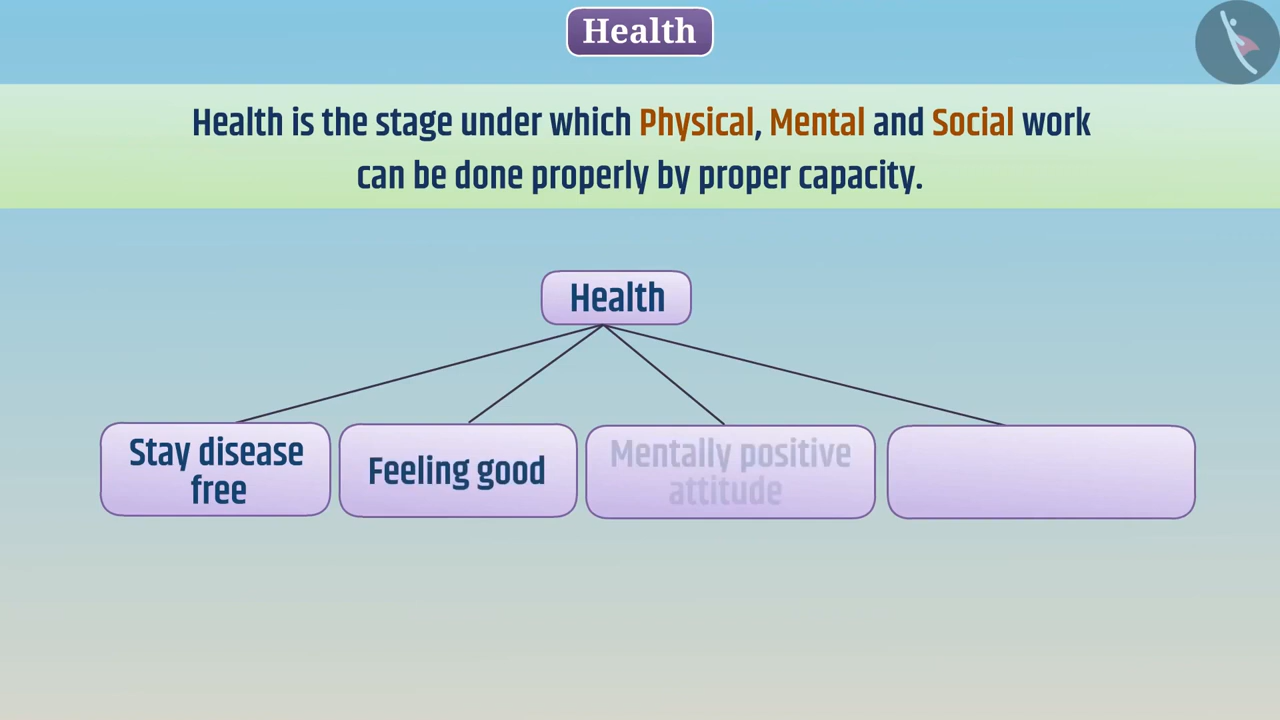 Health
Health is the stage under which Physical, Mental and Social work
can be done properly by proper capacity.
Health
Stay disease
free
Feeling good
Mentally positive
attitude